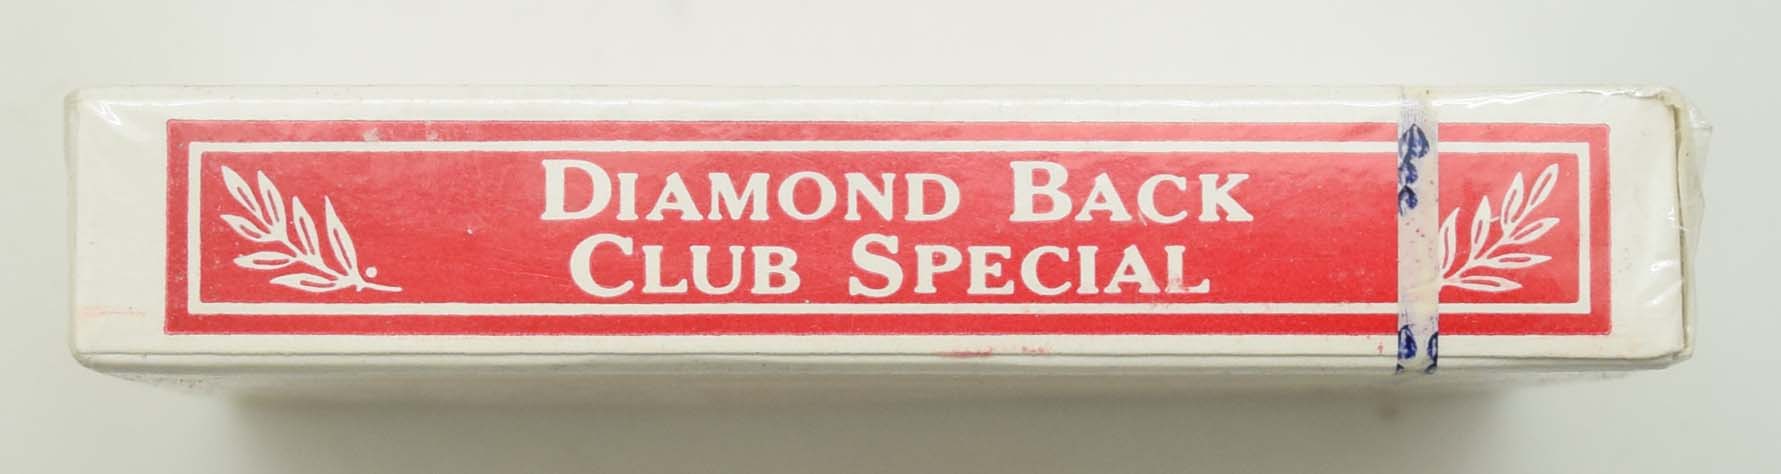 DIAMOND BACK
CLUB SPECIAL